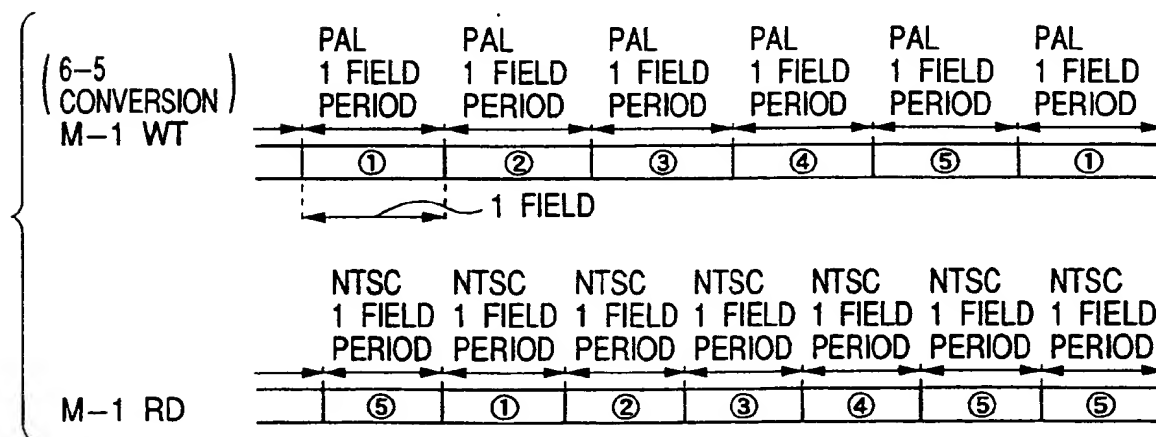 PAL PAL PAL PAL PAL PAL
(6-5 1 FIELD 1 FIELD 1 FIELD 1 FIELD 1 FIELD 1 FIELD
CONVERSION) PERIOD PERIOD PERIOD PERIOD PERIOD PERIOD
M-1 WT
① ② ③ ④ ⑤ ①
1 FIELD
NTSC NTSC NTSC NTSC NTSC NTSC NTSC
1 FIELD 1 FIELD 1 FIELD 1 FIELD 1 FIELD 1 FIELD 1 FIELD
PERIOD PERIOD PERIOD PERIOD PERIOD PERIOD PERIOD
M-1 RD ⑤ ① ② ③ ④ ⑤ ⑤